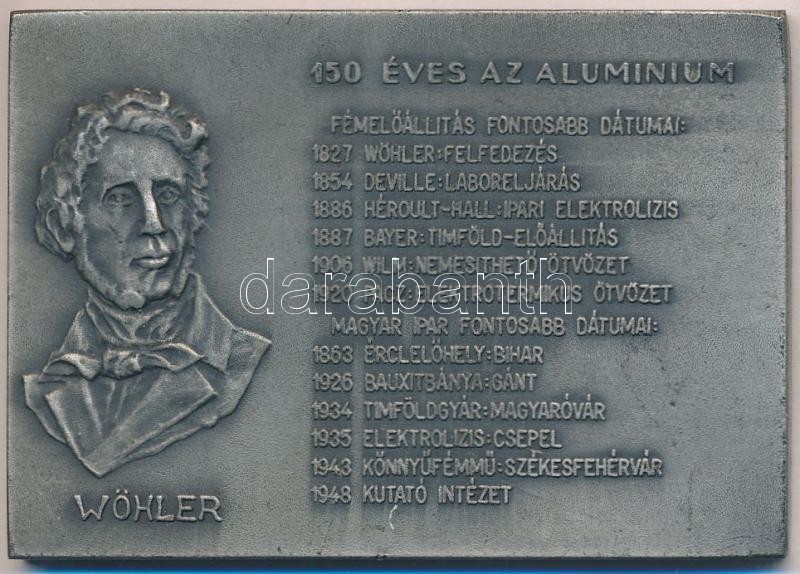 150 ÉVES AZ ALUMINIUM
FÉMELŐÁLLITÁS FONTOSABB DÁTUMAI:
1827 WÖHLER:FELFEDEZÉS
1854 DEVILLE:LABORELJÁRÁS
1886 HÉROULT-HALL:IPARI ELEKTROLIZIS
1887 BAYER:TIMFÖLD-ELŐÁLLITÁS
1906 WILM:NEMESITHETŐ ÖTVÖZET
1920 :ELEKTROTERMIKUS ÖTVÖZET
MAGYAR IPAR FONTOSABB DÁTUMAI:
1863 ÉRCLELŐHELY:BIHAR
1926 BAUXITBÁNYA:GÁNT
1934 TIMFÖLDGYÁR:MAGYARÓVÁR
1935 ELEKTROLIZIS:CSEPEL
1943 KÖNNYŰFÉMMŰ:SZÉKESFEHÉRVÁR
1948 KUTATÓ INTÉZET
WÖHLER
darabanth